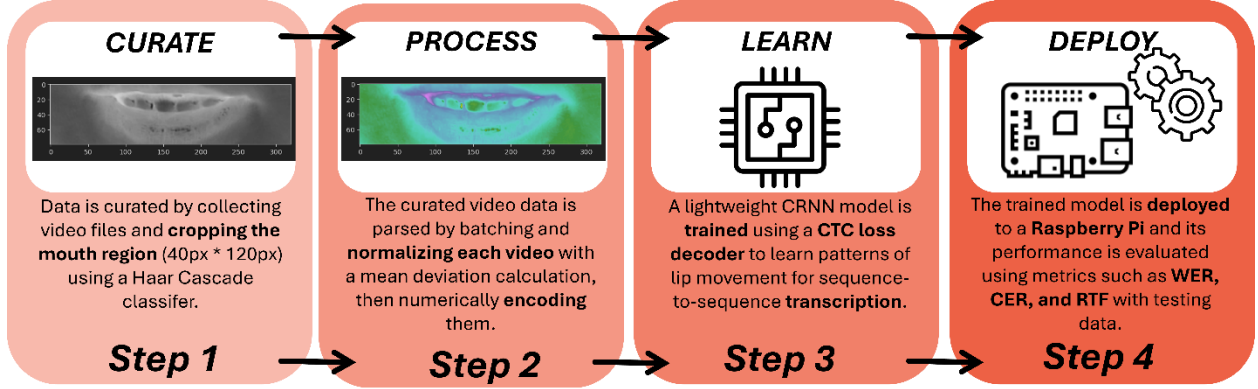 CURATE
0
20
40
60
0 50 100 150 200 250 300
Data is curated by collecting
video files and cropping the
mouth region (40px * 120px)
using a Haar Cascade
classifer.
Step 1
PROCESS
0
20
40
60
0 50 100 150 200 250 300
The curated video data is
parsed by batching and
normalizing each video with
a mean deviation calculation,
then numerically encoding
them.
Step 2
LEARN
A lightweight CRNN model is
trained using a CTC loss
decoder to learn patterns of
lip movement for sequence-
to-sequence transcription.
Step 3
DEPLOY
The trained model is deployed
to a Raspberry Pi and its
performance is evaluated
using metrics such as WER,
CER, and RTF with testing
data.
Step 4